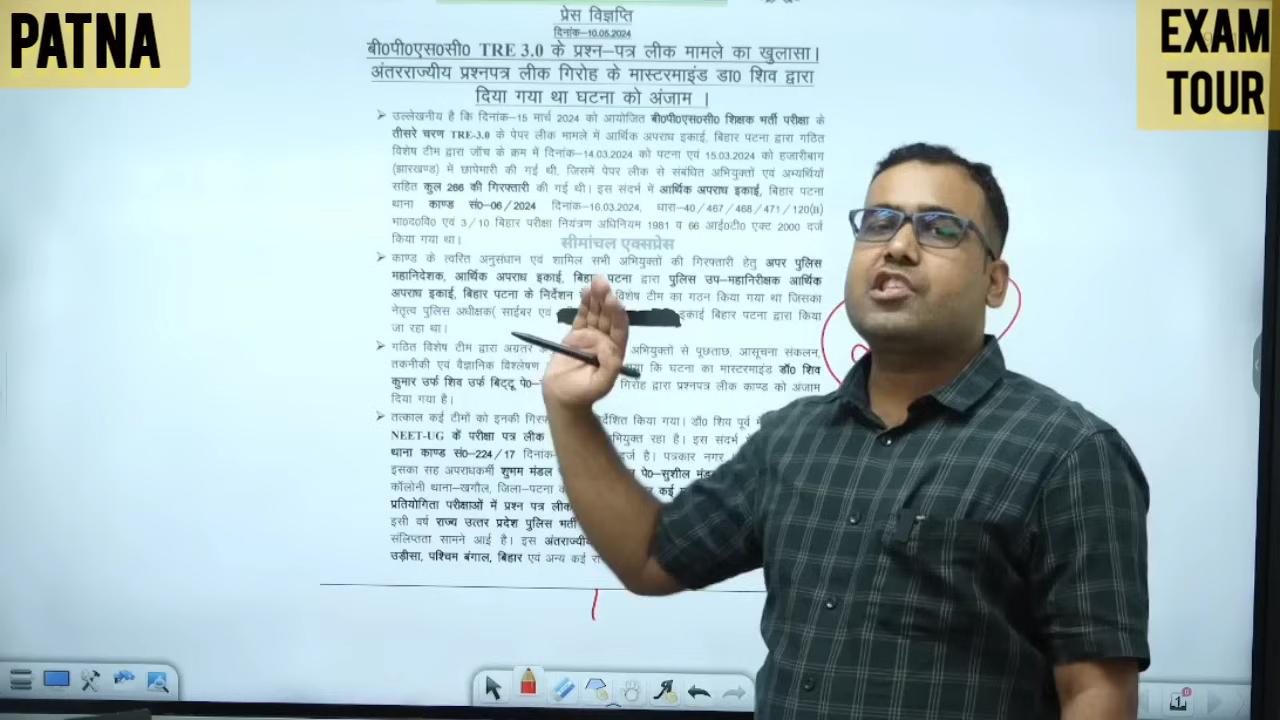 PATNA
EXAM
TOUR
प्रेस विज्ञप्ति
दिनांक–10.05.2024
बी0पी0एस0सी0 TRE 3.0 के प्रश्न–पत्र लीक मामले का खुलासा।
अंतरराज्यीय प्रश्नपत्र लीक गिरोह के मास्टरमाइंड डा0 शिव द्वारा
दिया गया था घटना को अंजाम ।
➢ उल्लेखनीय है कि दिनांक–15 मार्च 2024 को आयोजित बी0पी0एस0सी0 शिक्षक भर्ती परीक्षा के
तीसरे चरण TRE-3.0 के पेपर लीक मामले में आर्थिक अपराध इकाई, बिहार पटना द्वारा गठित
विशेष टीम द्वारा जाँच के क्रम में दिनांक–14.03.2024 को पटना एवं 15.03.2024 को हजारीबाग
(झारखण्ड) में छापेमारी की गई थी, जिसमें पेपर लीक से संबंधित अभियुक्तों एवं अभ्यर्थियों
सहित कुल 266 की गिरफ्तारी की गई थी। इस संदर्भ में आर्थिक अपराध इकाई, बिहार पटना
थाना काण्ड सं0–06/2024 दिनांक–16.03.2024, धारा–40/467/468/471/120(B)
भा0द0वि0 एवं 3/10 बिहार परीक्षा नियंत्रण अधिनियम 1981 व 66 आई0टी0 एक्ट 2000 दर्ज
किया गया था।
सीमांचल एक्सप्रेस
➢ काण्ड के त्वरित अनुसंधान एवं शामिल सभी अभियुक्तों की गिरफ्तारी हेतु अपर पुलिस
महानिदेशक, आर्थिक अपराध इकाई, बिहार पटना द्वारा पुलिस उप–महानिरीक्षक आर्थिक
अपराध इकाई, बिहार पटना के निर्देशन विशेष टीम का गठन किया गया था जिसका
नेतृत्व पुलिस अधीक्षक( साईबर एवं इकाई बिहार पटना द्वारा किया
जा रहा था।
➢ गठित विशेष टीम द्वारा अग्रतर अभियुक्तों से पूछताछ, आसूचना संकलन,
तकनीकी एवं वैज्ञानिक विश्लेषण कि घटना का मास्टरमाइंड डॉ0 शिव
कुमार उर्फ शिव उर्फ बिट्टू पे0– गिरोह द्वारा प्रश्नपत्र लीक काण्ड को अंजाम
दिया गया है।
➢ तत्काल कई टीमों को इनकी निर्देशित किया गया। डॉ0 शिव पूर्व
NEET-UG के परीक्षा पत्र लीक रहा है। इस संदर्भ
थाना काण्ड सं0–224/17 दिनांक– दर्ज है। पत्रकार नगर
इसका सह अपराधकर्मी शुभम मंडल पे0–सुशील
कॉलोनी थाना–खगौल, जिला–पटना कई
प्रतियोगिता परीक्षाओं में प्रश्न पत्र
इसी वर्ष राज्य उत्तर प्रदेश पुलिस भर्ती
संलिप्तता सामने आई है। इस
उड़ीसा, पश्चिम बंगाल, बिहार एवं अन्य कई